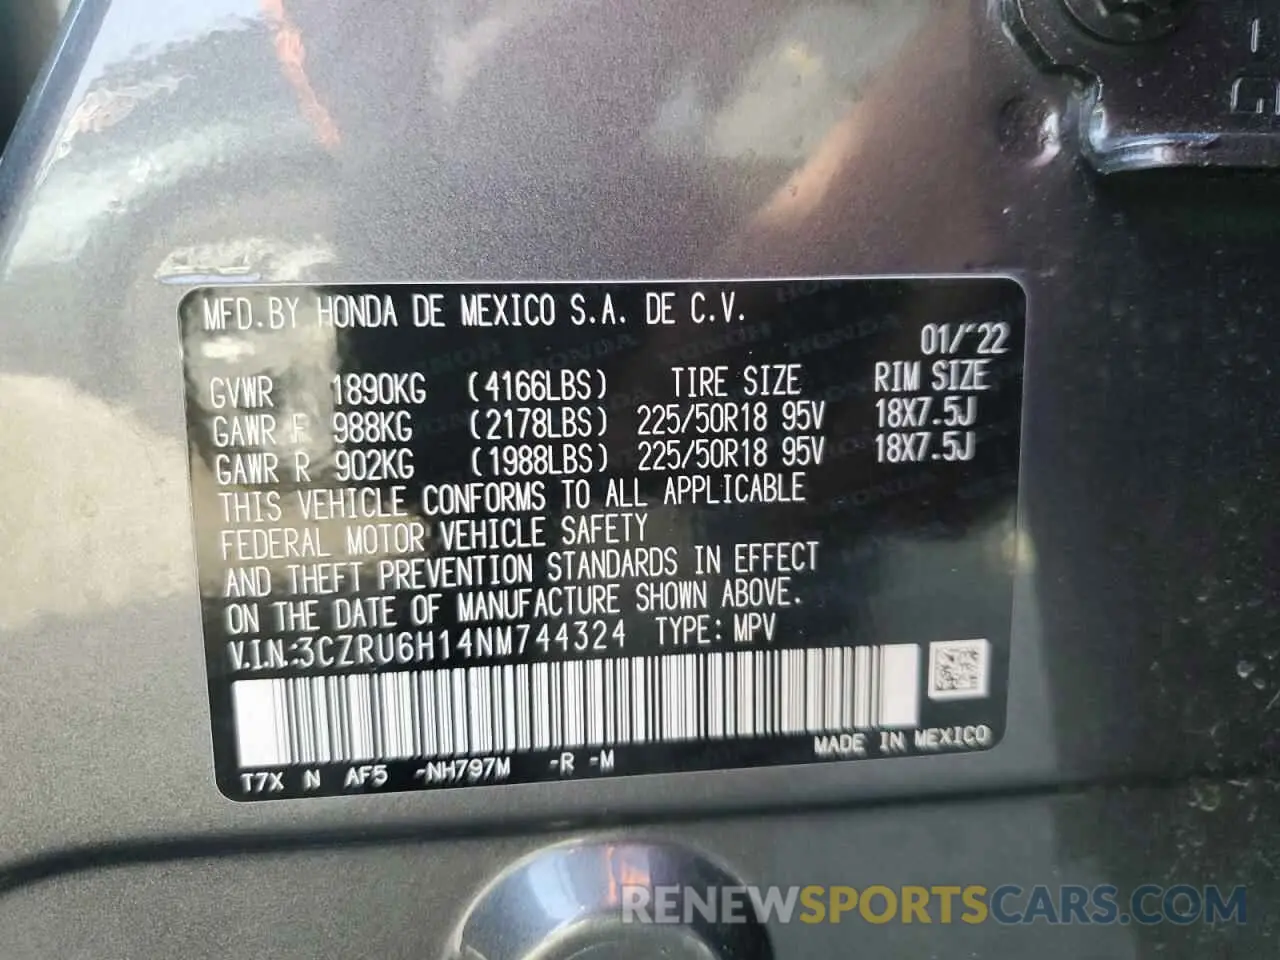 MFD.BY HONDA DE MEXICO S.A. DE C.V.
01/'22
GVWR 1890KG (4166LBS) TIRE SIZE RIM SIZE
GAWR F 988KG (2178LBS) 225/50R18 95V 18X7.5J
GAWR R 902KG (1988LBS) 225/50R18 95V 18X7.5J
THIS VEHICLE CONFORMS TO ALL APPLICABLE
FEDERAL MOTOR VEHICLE SAFETY
AND THEFT PREVENTION STANDARDS IN EFFECT
ON THE DATE OF MANUFACTURE SHOWN ABOVE.
V.I.N.:3CZRU6H14NM744324 TYPE: MPV
MADE IN MEXICO
T7X N AF5 -NH797M -R -M
RENEWSPORTSCARS.COM